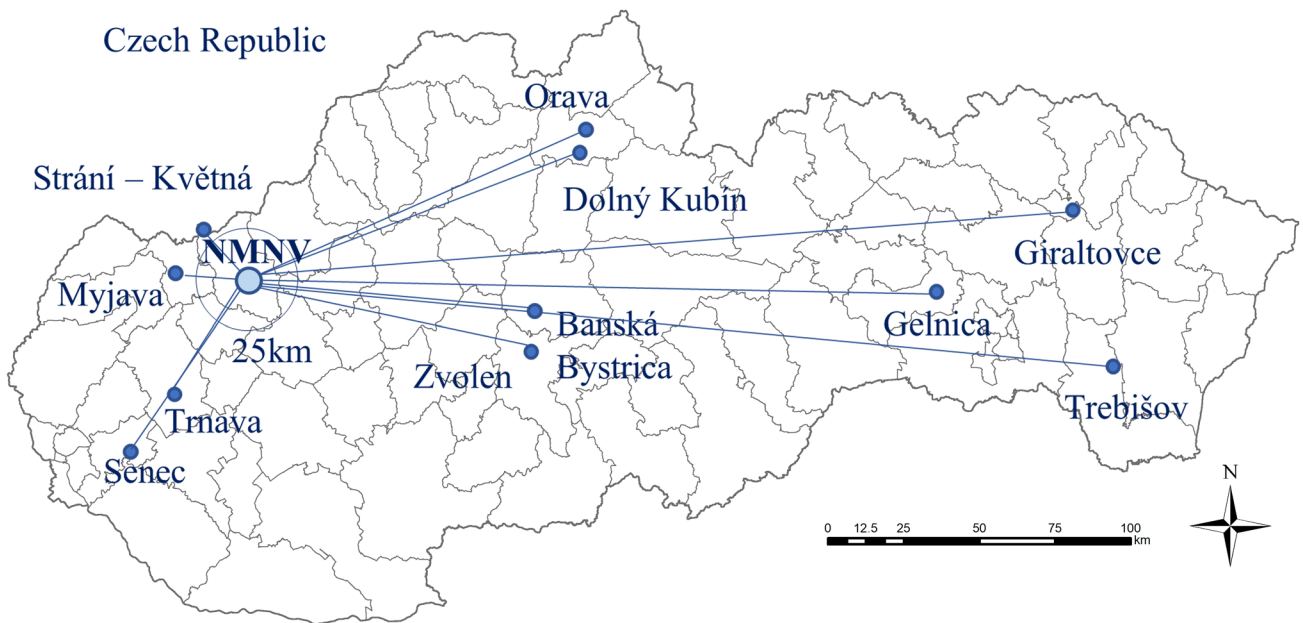 Czech Republic
Orava
Strání – Květná
Dolný Kubín
NMNV
Giraltovce
Myjava
Banská
Bystrica
Gelnica
25km
Zvolen
Trnava
Trebišov
Senec
N
0 12.5 25 50 75 100
km